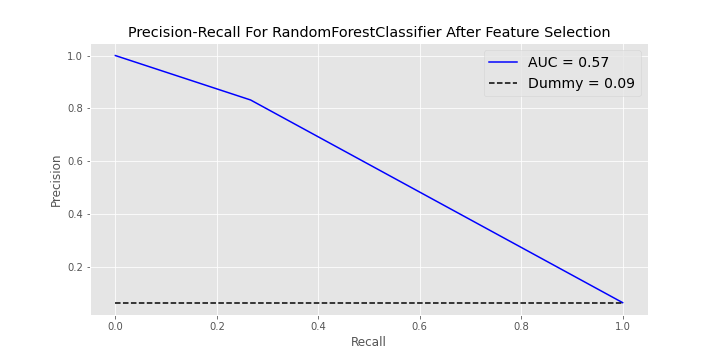 Precision-Recall For RandomForestClassifier After Feature Selection
AUC = 0.57
Dummy = 0.09
1.0
0.8
0.6
0.4
0.2
Precision
0.0
0.2
0.4
0.6
0.8
1.0
Recall